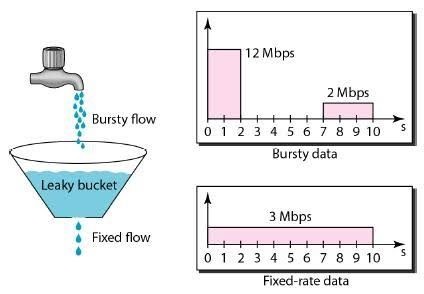 Bursty flow
Leaky bucket
Fixed flow
12 Mbps
2 Mbps
0 1 2 3 4 5 6 7 8 9 10 s
Bursty data
3 Mbps
0 1 2 3 4 5 6 7 8 9 10 s
Fixed-rate data